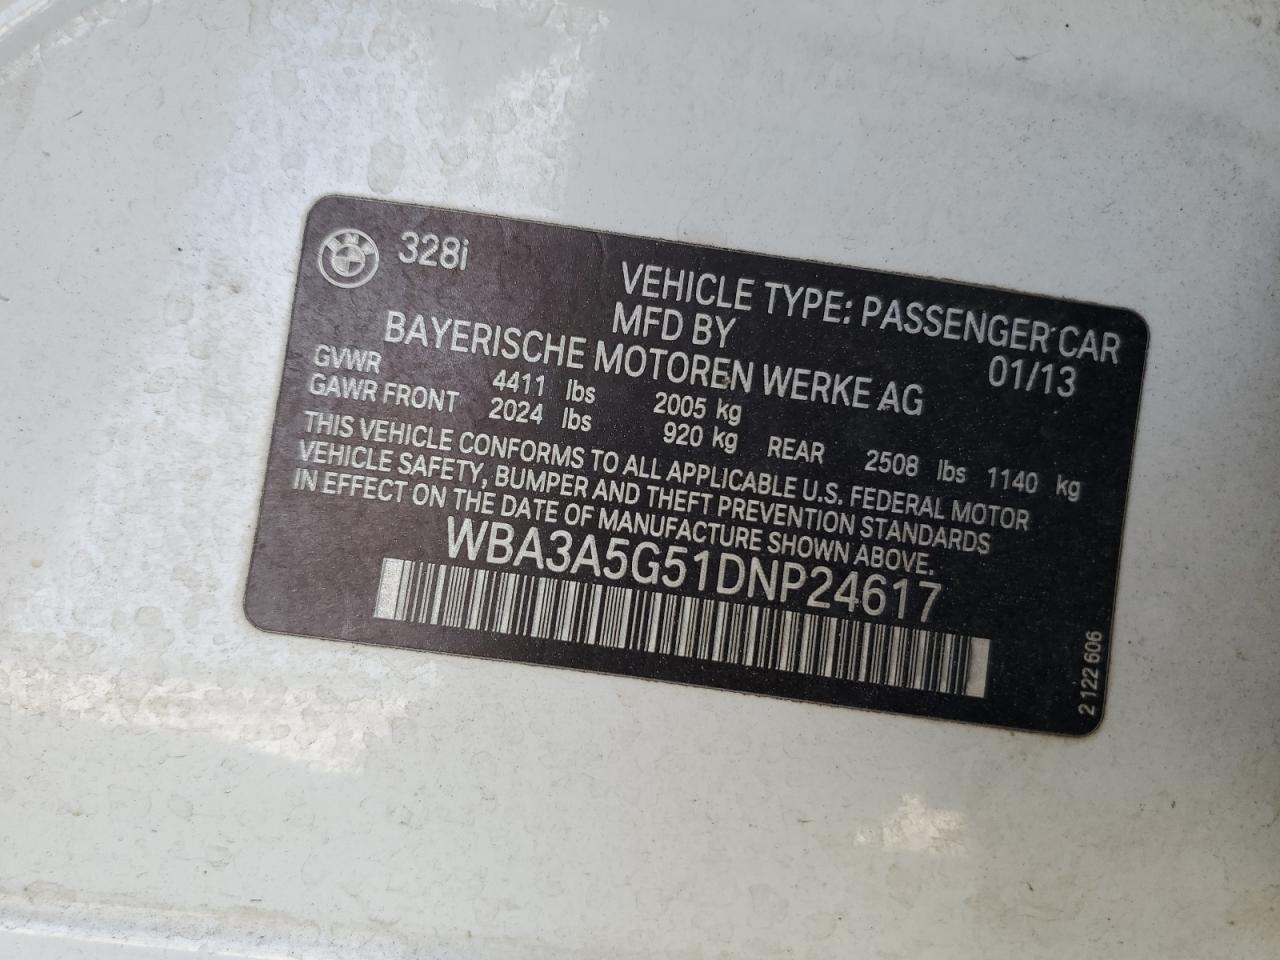 328i
VEHICLE TYPE: PASSENGER CAR
MFD BY 01/13
BAYERISCHE MOTOREN WERKE AG
GVWR 4411 lbs 2005 kg
GAWR FRONT 2024 lbs 920 kg REAR 2508 lbs 1140 kg
THIS VEHICLE CONFORMS TO ALL APPLICABLE U.S. FEDERAL MOTOR
VEHICLE SAFETY, BUMPER AND THEFT PREVENTION STANDARDS
IN EFFECT ON THE DATE OF MANUFACTURE SHOWN ABOVE.
WBA3A5G51DNP24617
2 122 606